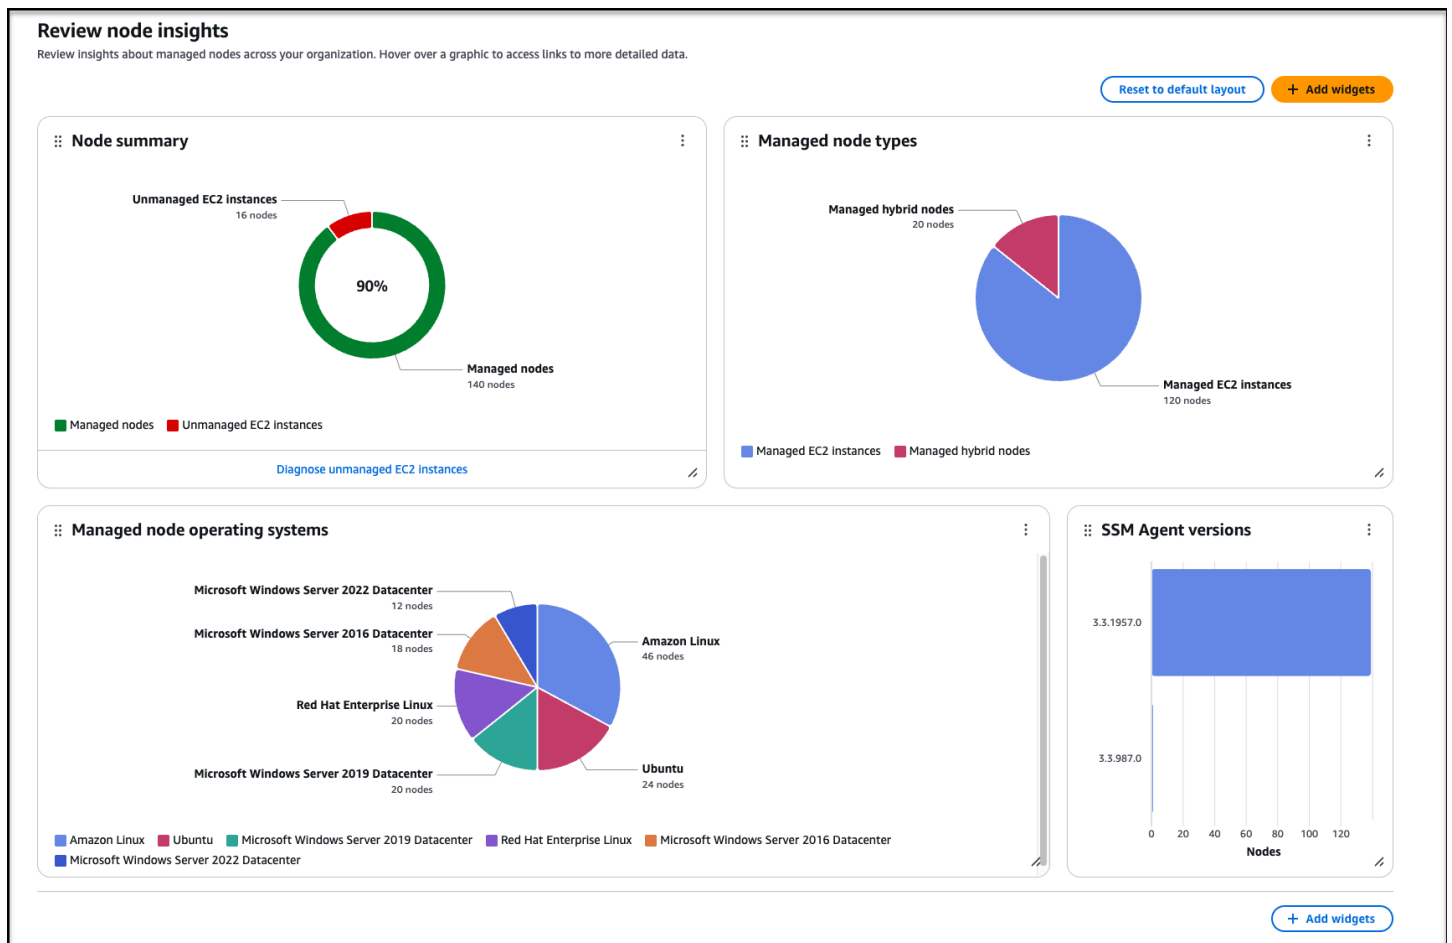 Review node insights
Review insights about managed nodes across your organization. Hover over a graphic to access links to more detailed data.
Reset to default layout
+ Add widgets
Node summary
Unmanaged EC2 instances
16 nodes
90%
Managed nodes
140 nodes
Managed nodes Unmanaged EC2 instances
Diagnose unmanaged EC2 instances
Managed node types
Managed hybrid nodes
20 nodes
Managed EC2 instances
120 nodes
Managed EC2 instances Managed hybrid nodes
Managed node operating systems
Microsoft Windows Server 2022 Datacenter
12 nodes
Microsoft Windows Server 2016 Datacenter
18 nodes
Amazon Linux
46 nodes
Red Hat Enterprise Linux
20 nodes
Microsoft Windows Server 2019 Datacenter
20 nodes
Ubuntu
24 nodes
Amazon Linux Ubuntu Microsoft Windows Server 2019 Datacenter Red Hat Enterprise Linux Microsoft Windows Server 2016 Datacenter
Microsoft Windows Server 2022 Datacenter
SSM Agent versions
3.3.1957.0
3.3.987.0
0 20 40 60 80 100 120
Nodes
+ Add widgets